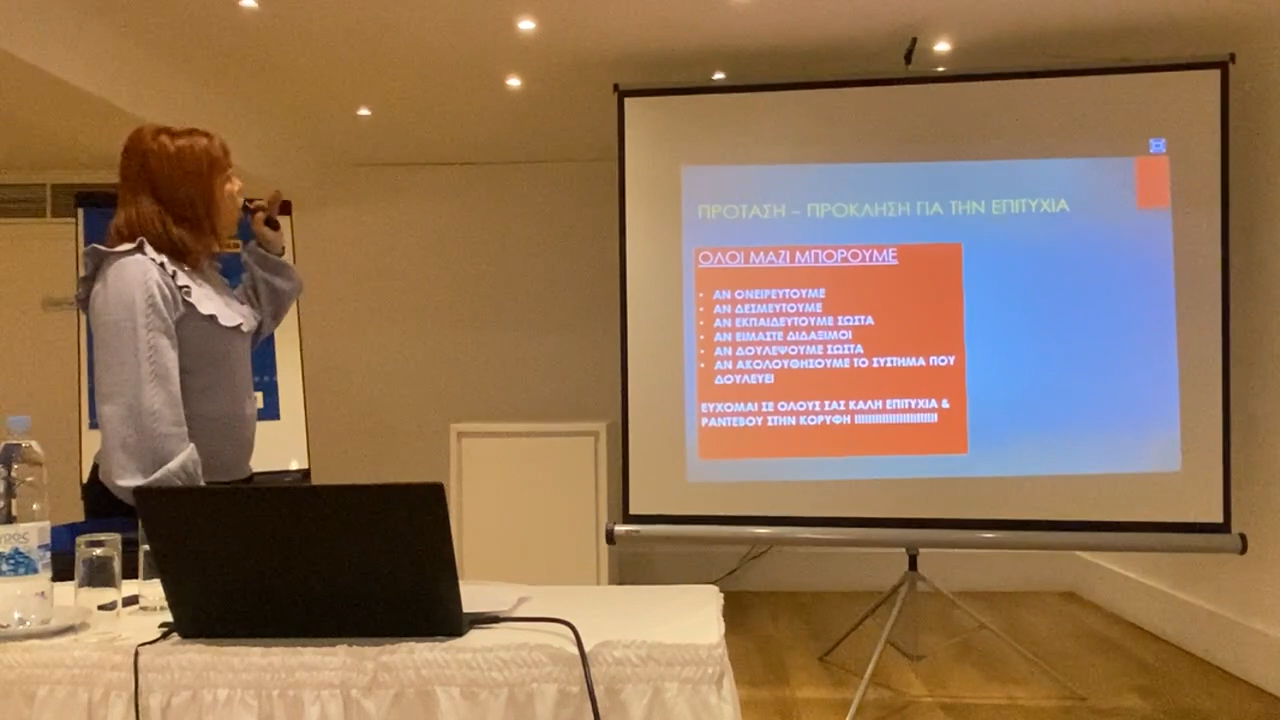 ΠΡΟΤΑΣΗ – ΠΡΟΚΛΗΣΗ ΓΙΑ ΤΗΝ ΕΠΙΤΥΧΙΑ
ΟΛΟΙ ΜΑΖΙ ΜΠΟΡΟΥΜΕ
• ΑΝ ΟΝΕΙΡΕΥΤΟΥΜΕ
• ΑΝ ΔΕΣΜΕΥΤΟΥΜΕ
• ΑΝ ΕΚΠΑΙΔΕΥΤΟΥΜΕ ΣΩΣΤΑ
• ΑΝ ΕΙΜΑΣΤΕ ΔΙΔΑΞΙΜΟΙ
• ΑΝ ΔΟΥΛΕΨΟΥΜΕ ΣΩΣΤΑ
• ΑΝ ΑΚΟΛΟΥΘΗΣΟΥΜΕ ΤΟ ΣΥΣΤΗΜΑ ΠΟΥ
ΔΟΥΛΕΥΕΙ
ΕΥΧΟΜΑΙ ΣΕ ΟΛΟΥΣ ΣΑΣ ΚΑΛΗ ΕΠΙΤΥΧΙΑ &
ΡΑΝΤΕΒΟΥ ΣΤΗΝ ΚΟΡΥΦΗ !!!!!!!!!!!!!!!!!!!!!!!!